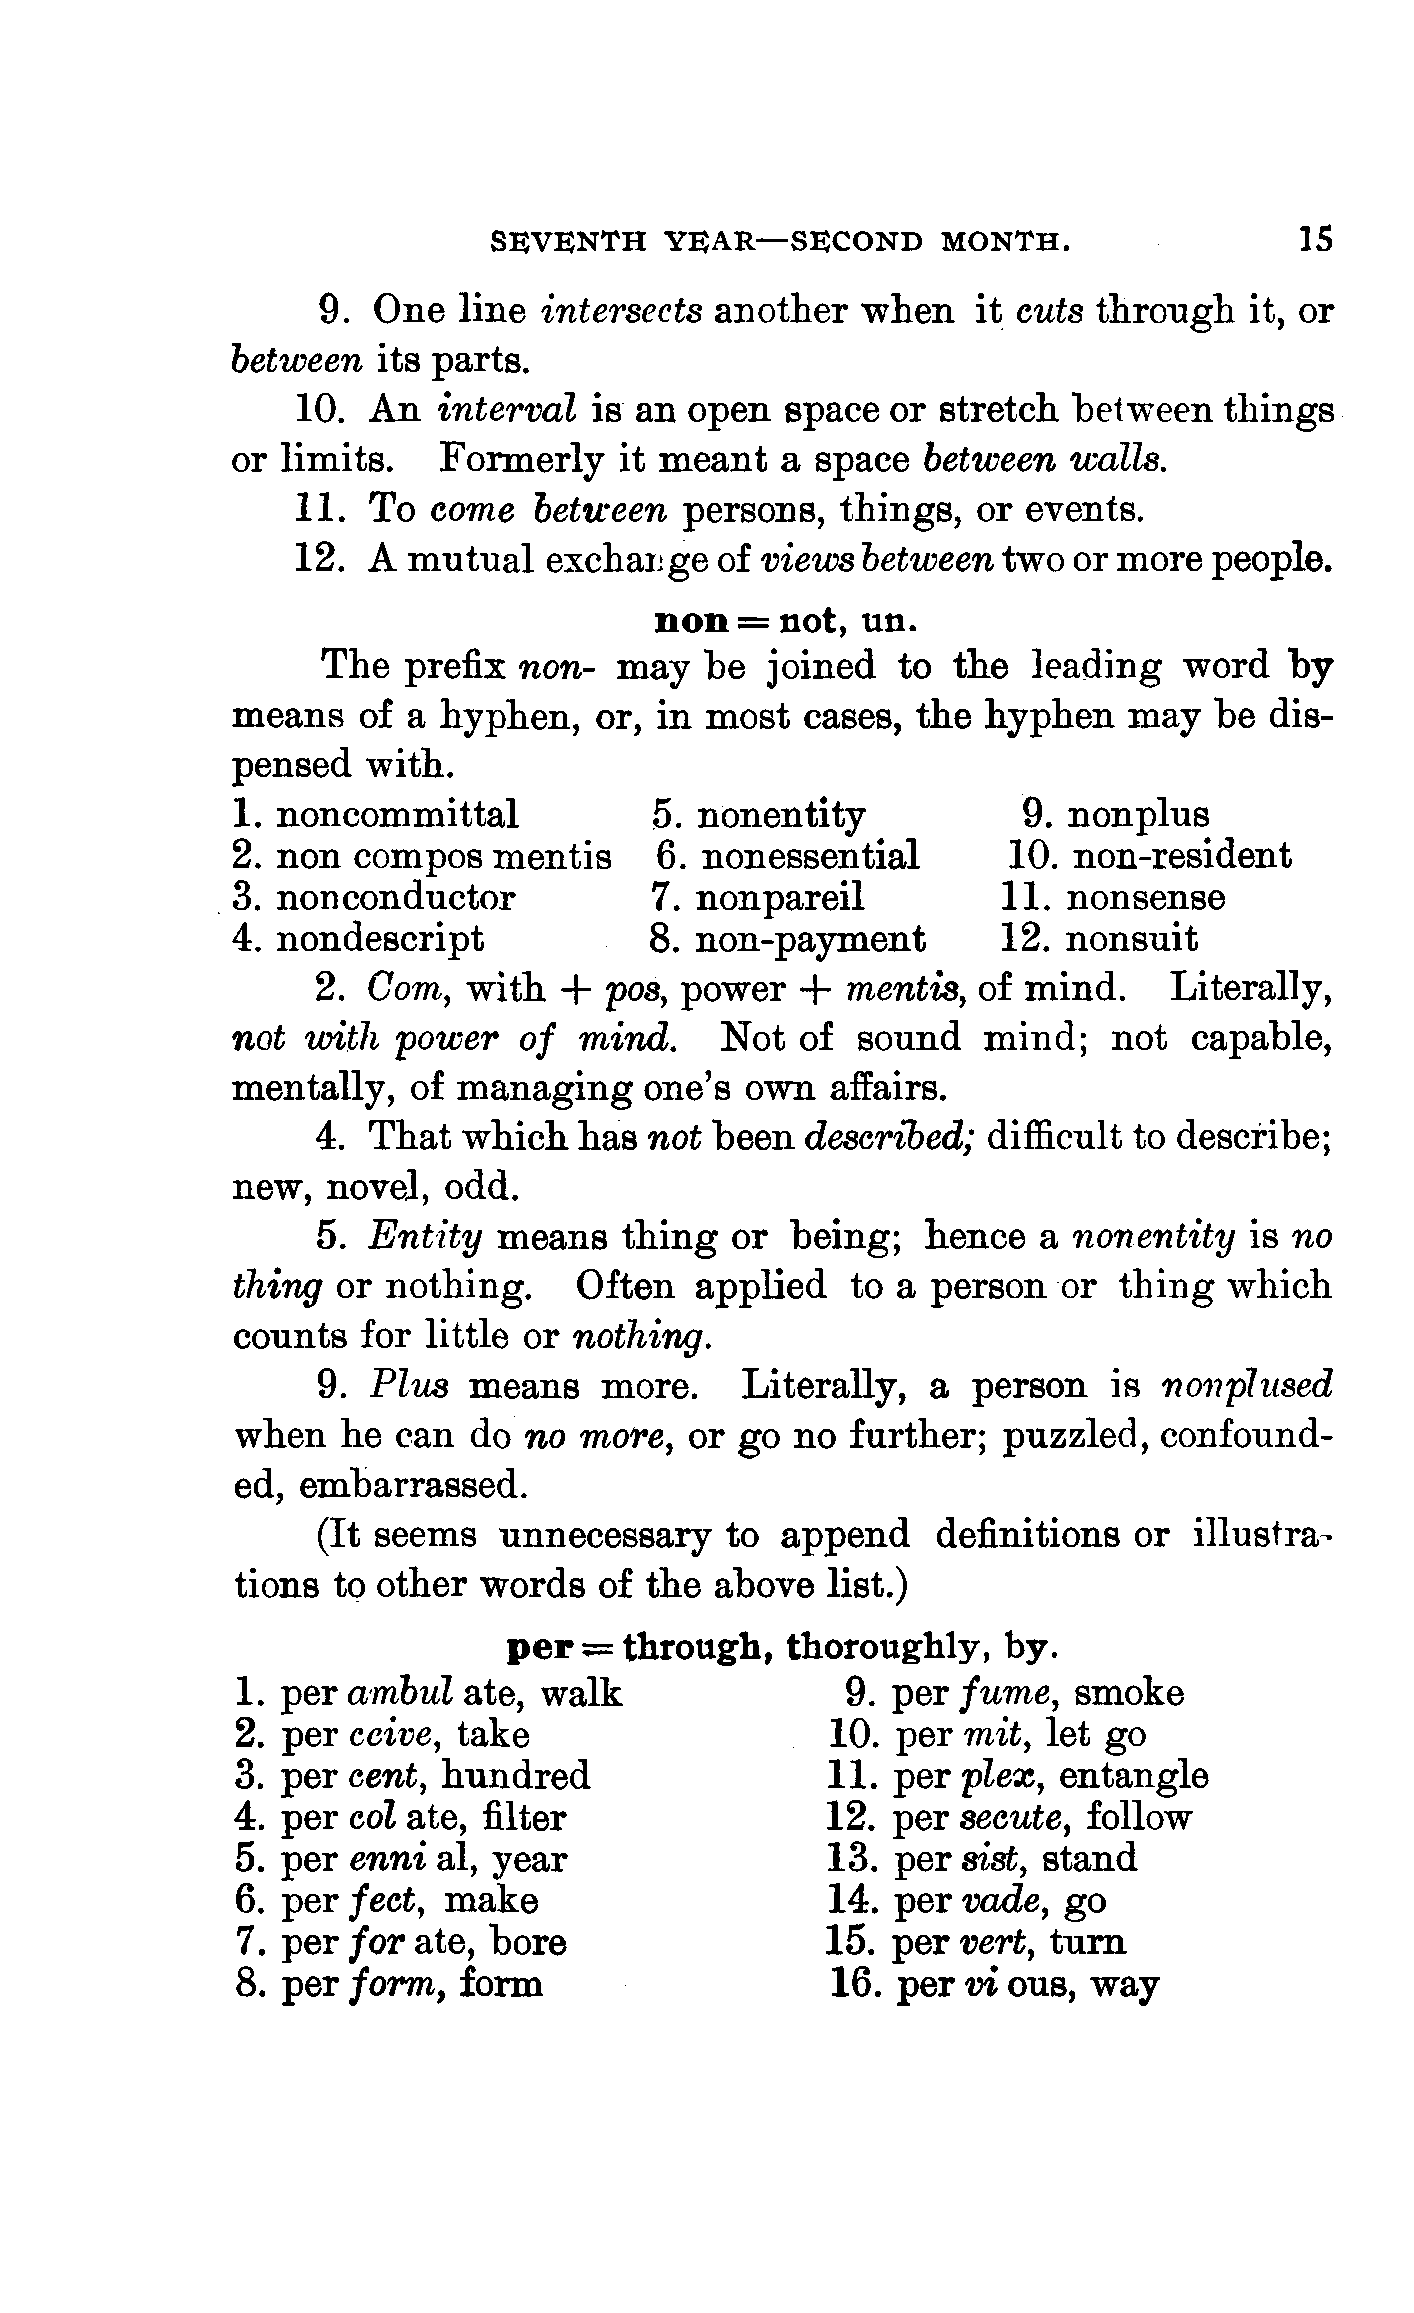 SEVENTH YEAR—SECOND MONTH. 15
9. One line intersects another when it cuts through it, or
between its parts.
10. An interval is an open space or stretch between things
or limits. Formerly it meant a space between walls.
11. To come between persons, things, or events.
12. A mutual exchange of views between two or more people.
non = not, un.
The prefix non- may be joined to the leading word by
means of a hyphen, or, in most cases, the hyphen may be dis-
pensed with.
1. noncommittal 5. nonentity 9. nonplus
2. non compos mentis 6. nonessential 10. non-resident
3. nonconductor 7. nonpareil 11. nonsense
4. nondescript 8. non-payment 12. nonsuit
2. Com, with + pos, power + mentis, of mind. Literally,
not with power of mind. Not of sound mind; not capable,
mentally, of managing one's own affairs.
4. That which has not been described; difficult to describe;
new, novel, odd.
5. Entity means thing or being; hence a nonentity is no
thing or nothing. Often applied to a person or thing which
counts for little or nothing.
9. Plus means more. Literally, a person is nonplused
when he can do no more, or go no further; puzzled, confound-
ed, embarrassed.
(It seems unnecessary to append definitions or illustra-
tions to other words of the above list.)
per = through, thoroughly, by.
1. per ambul ate, walk 9. per fume, smoke
2. per ceive, take 10. per mit, let go
3. per cent, hundred 11. per plex, entangle
4. per col ate, filter 12. per secute, follow
5. per enni al, year 13. per sist, stand
6. per fect, make 14. per vade, go
7. per for ate, bore 15. per vert, turn
8. per form, form 16. per vi ous, way